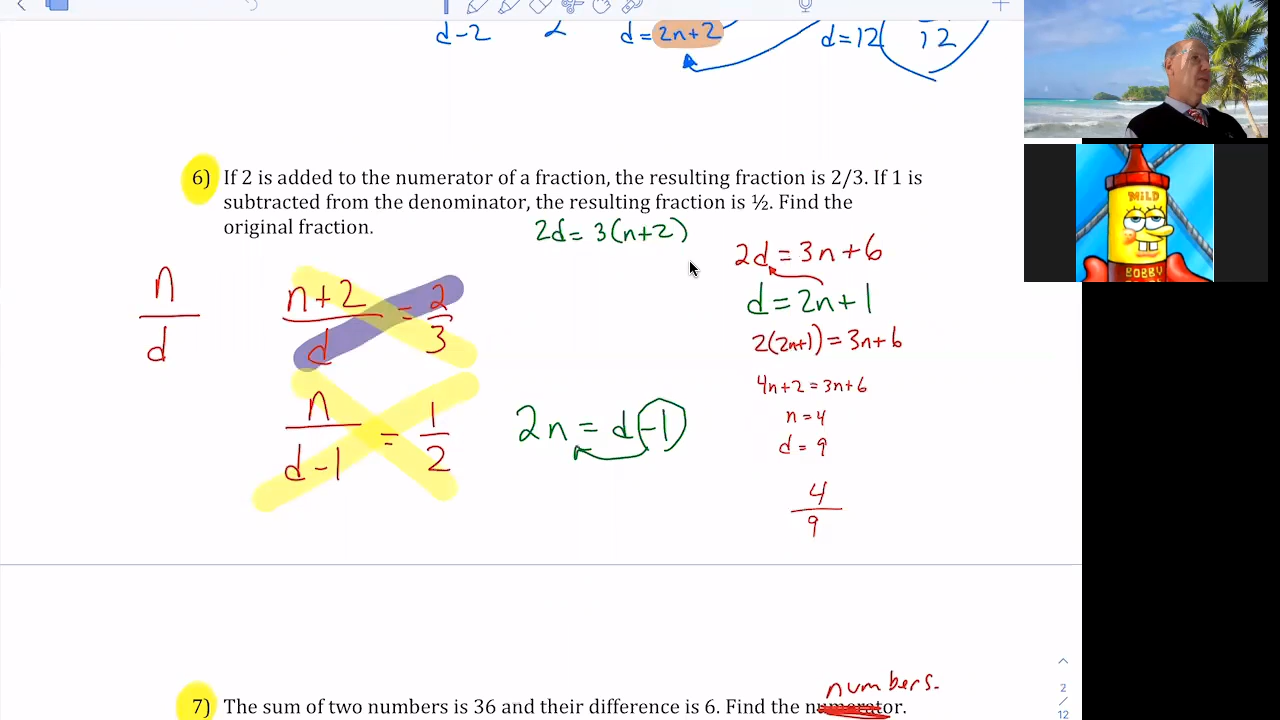 d-2
2
d=2n+2
d=12
12
6) If 2 is added to the numerator of a fraction, the resulting fraction is 2/3. If 1 is
subtracted from the denominator, the resulting fraction is ½. Find the
original fraction.
2d = 3(n+2)
2d = 3n+6
d = 2n+1
2(2n+1) = 3n+6
4n+2 = 3n+6
n = 4
d = 9
4
9
n
d
n+2
d
= 2
3
n
d-1
= 1
2
2n = d-1
7) The sum of two numbers is 36 and their difference is 6. Find the numerator.
numbers.
MILD
BOBBY
2
/
12